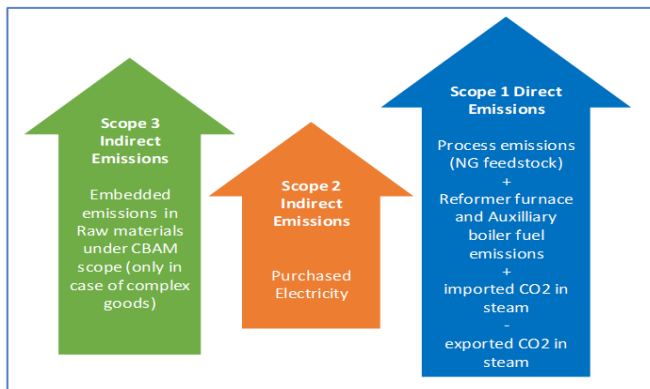 Scope 3
Indirect
Emissions
Embedded
emissions in
Raw materials
under CBAM
scope (only in
case of complex
goods)
Scope 2
Indirect
Emissions
Purchased
Electricity
Scope 1 Direct
Emissions
Process emissions
(NG feedstock)
+
Reformer furnace
and Auxilliary
boiler fuel
emissions
+
imported CO2 in
steam
-
exported CO2 in
steam